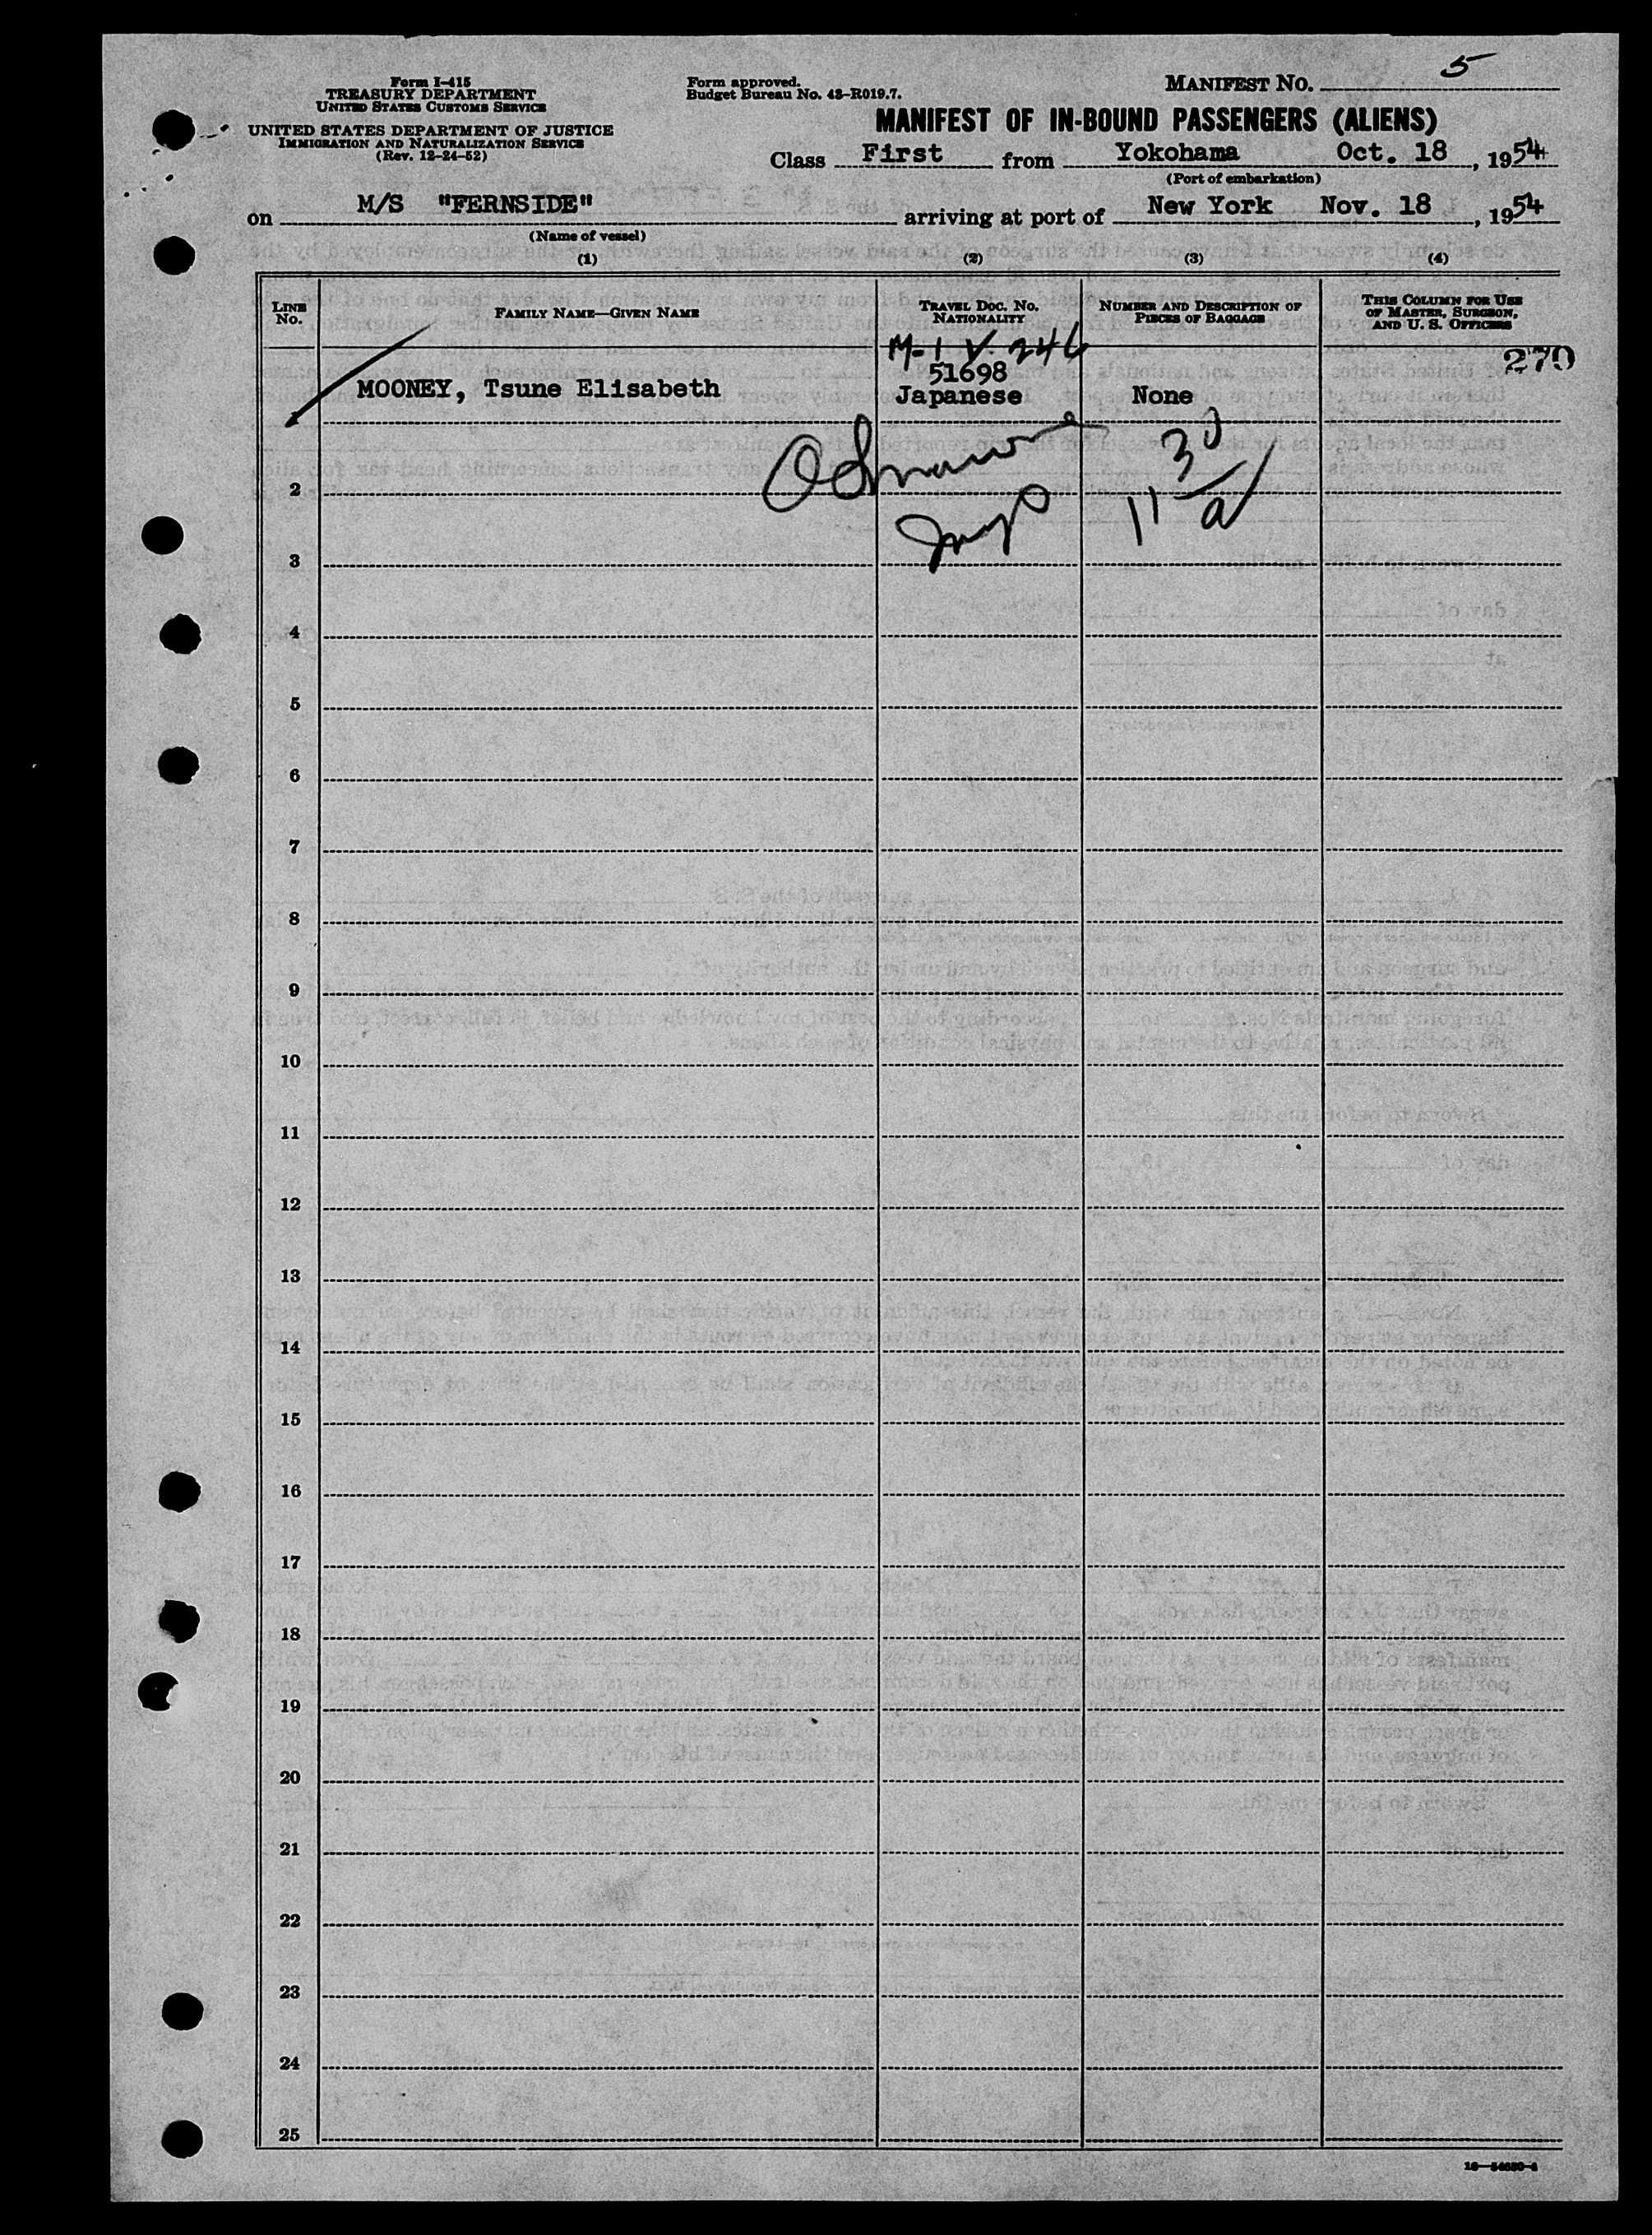 Form I-415
TREASURY DEPARTMENT
UNITED STATES CUSTOMS SERVICE
UNITED STATES DEPARTMENT OF JUSTICE
IMMIGRATION AND NATURALIZATION SERVICE
(Rev. 12-24-52)
Form approved.
Budget Bureau No. 43-R019.7.
MANIFEST NO. 5
MANIFEST OF IN-BOUND PASSENGERS (ALIENS)
Class First from Yokohama Oct. 18, 1954
(Port of embarkation)
on M/S "FERNSIDE" arriving at port of New York Nov. 18, 1954
(Name of vessel)
(1) (2) (3) (4)
LINE No. FAMILY NAME—GIVEN NAME TRAVEL DOC. NO. NATIONALITY NUMBER AND DESCRIPTION OF PIECES OF BAGGAGE THIS COLUMN FOR USE OF MASTER, SURGEON, AND U. S. OFFICERS
M-1 V 246
270
51698
MOONEY, Tsune Elisabeth Japanese None
1
30
2
11 a
Insp
3
4
5
6
7
8
9
10
11
12
13
14
15
16
17
18
19
20
21
22
23
24
25